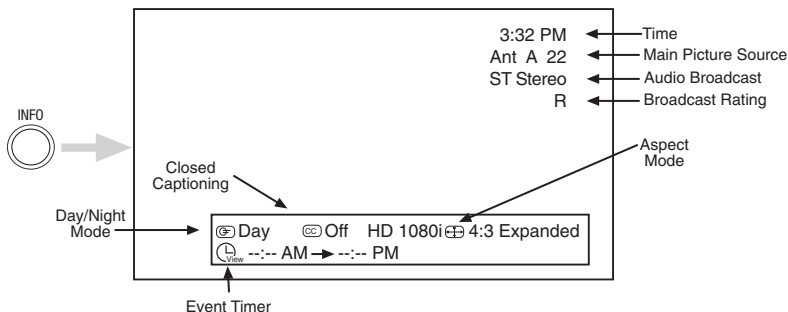 3:32 PM
Time
Ant A 22
Main Picture Source
ST Stereo
Audio Broadcast
R
Broadcast Rating
INFO
Aspect
Mode
Closed
Captioning
Day/Night
Mode
Day
CC Off
HD 1080i
4:3 Expanded
View
--:-- AM
--:-- PM
Event Timer